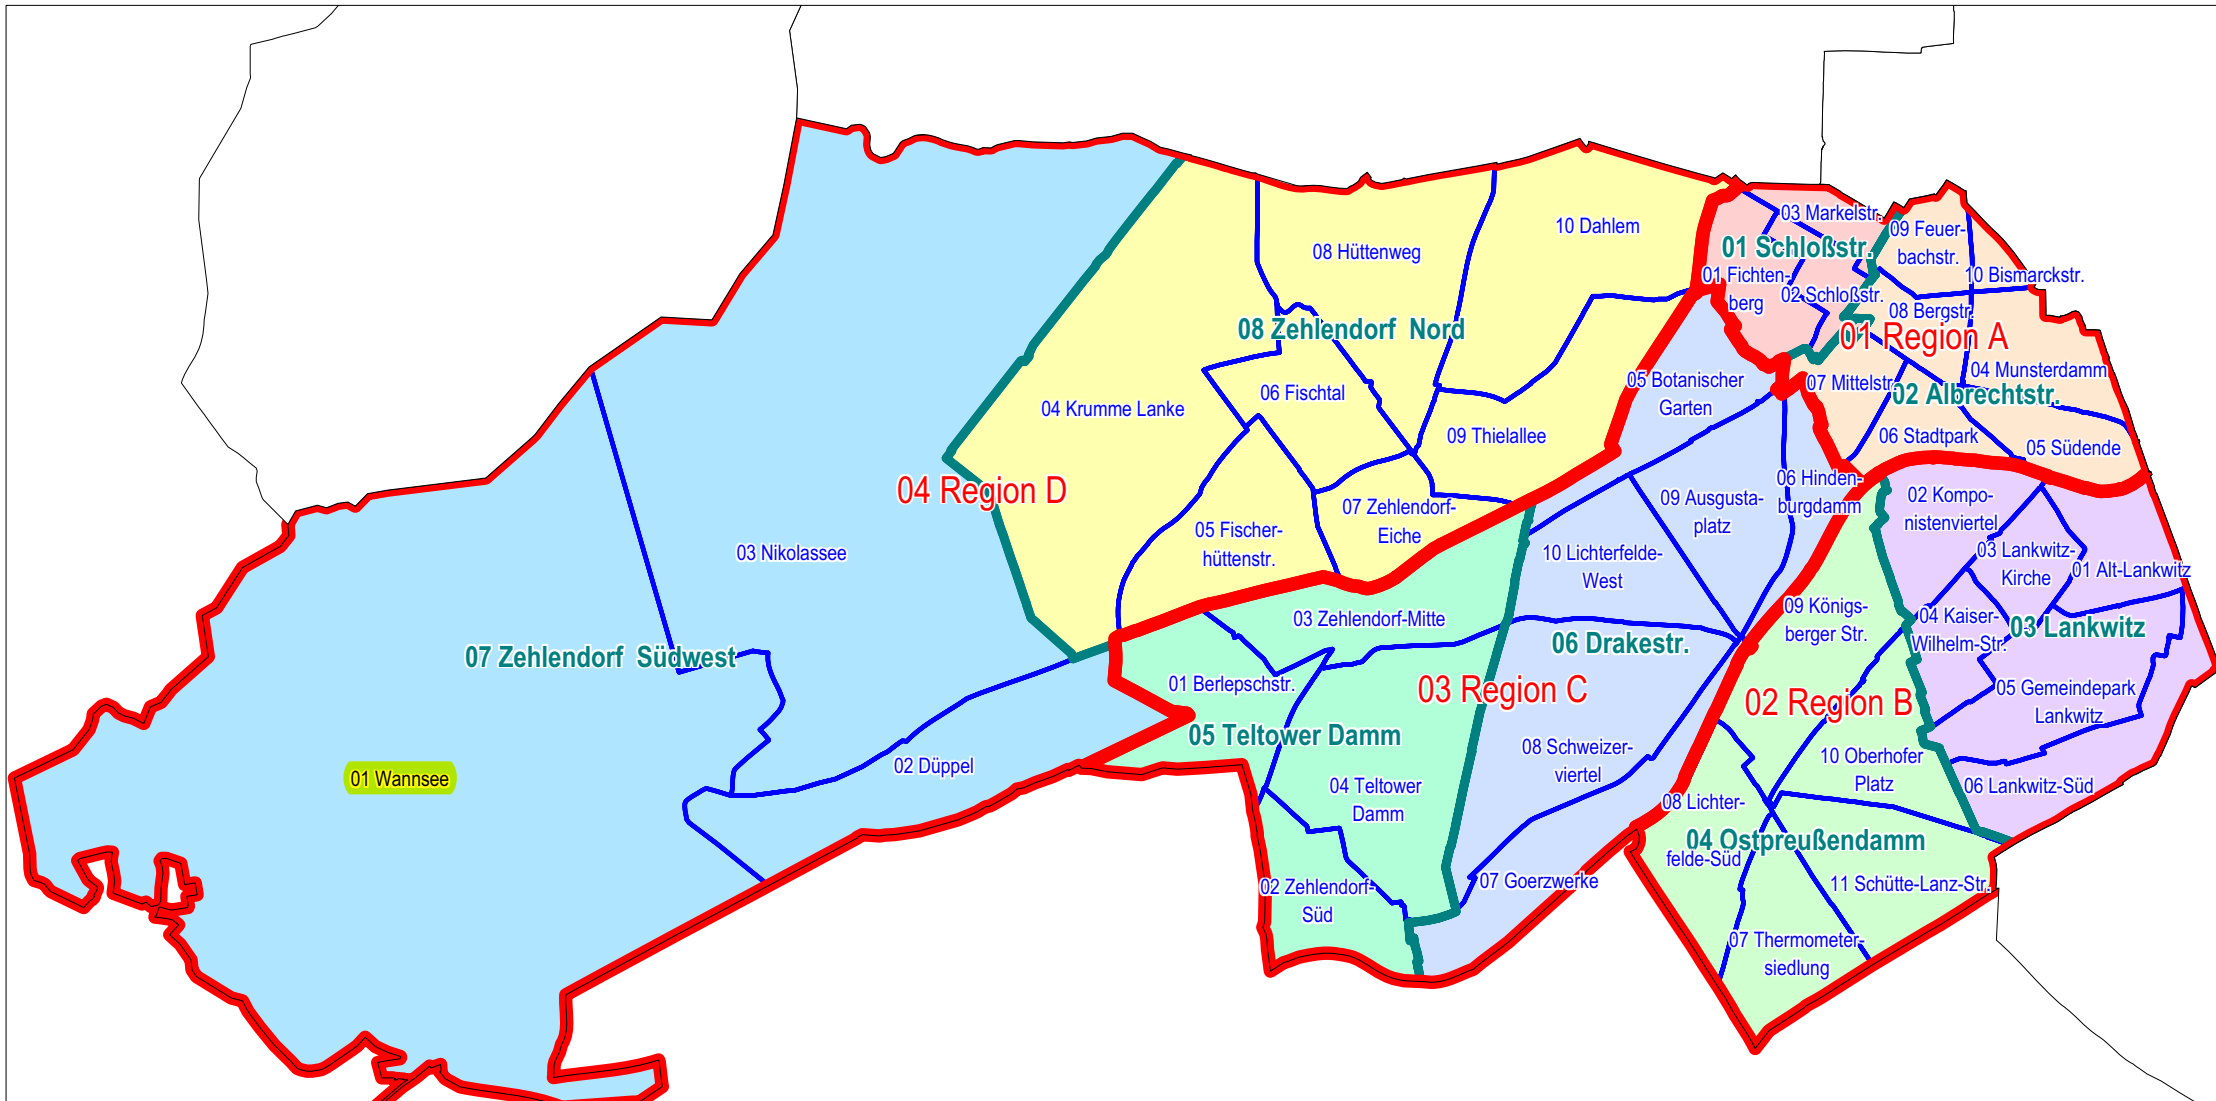 03 Markelstr.
10 Dahlem
09 Feuer-
bachstr.
01 Schloßstr.
08 Hüttenweg
01 Fichten-
berg
10 Bismarckstr.
02 Schloßstr.
08 Bergstr.
08 Zehlendorf Nord
01 Region A
04 Munsterdamm
05 Botanischer
Garten
07 Mittelstr.
02 Albrechtstr.
06 Fischtal
04 Krumme Lanke
09 Thielallee
06 Stadtpark
05 Südende
04 Region D
06 Hinden-
burgdamm
02 Kompo-
nistenviertel
09 Ausgusta-
platz
07 Zehlendorf-
Eiche
05 Fischer-
hüttenstr.
03 Nikolassee
10 Lichterfelde-
West
03 Lankwitz-
Kirche
01 Alt-Lankwitz
09 Königs-
berger Str.
03 Zehlendorf-Mitte
04 Kaiser-
Wilhelm-Str.
03 Lankwitz
06 Drakestr.
07 Zehlendorf Südwest
01 Berlepschstr.
03 Region C
02 Region B
05 Gemeindepark
Lankwitz
05 Teltower Damm
08 Schweizer-
viertel
10 Oberhofer
Platz
02 Düppel
01 Wannsee
04 Teltower
Damm
06 Lankwitz-Süd
08 Lichter-
felde-Süd
04 Ostpreußendamm
02 Zehlendorf-
Süd
07 Goerzwerke
11 Schütte-Lanz-Str.
07 Thermometer-
siedlung